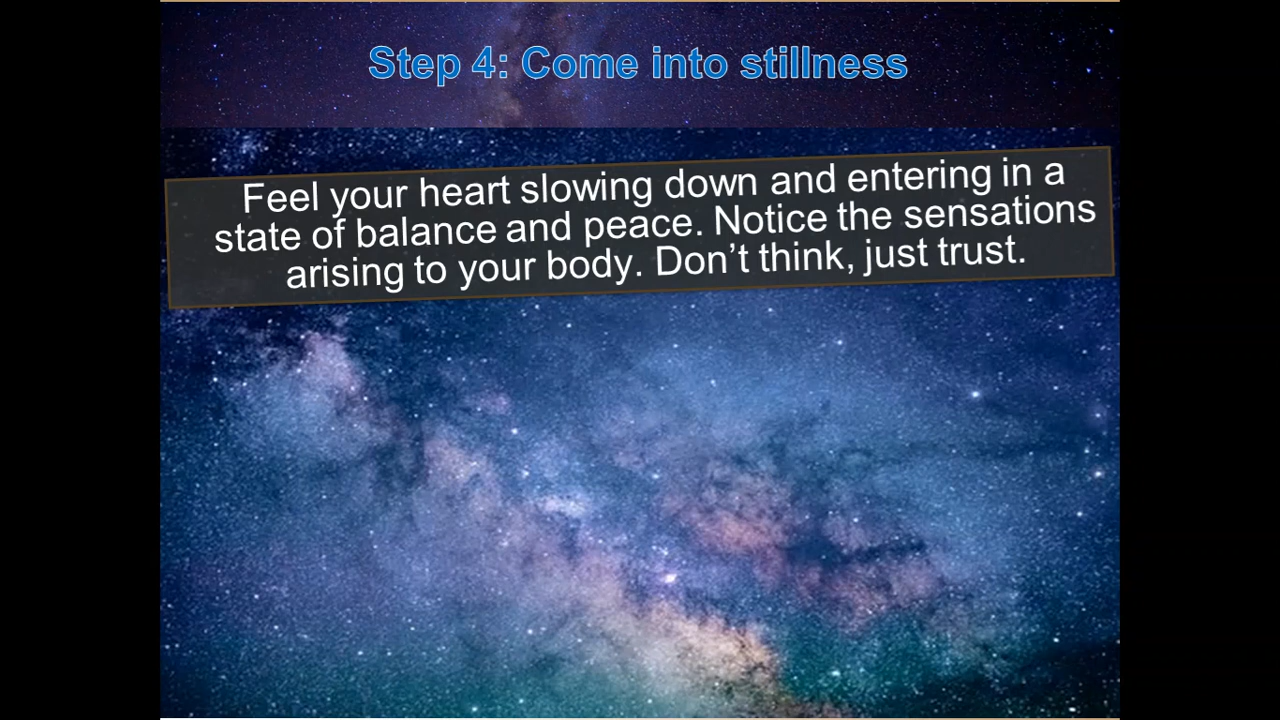 Step 4: Come into stillness
Feel your heart slowing down and entering in a
state of balance and peace. Notice the sensations
arising to your body. Don’t think, just trust.